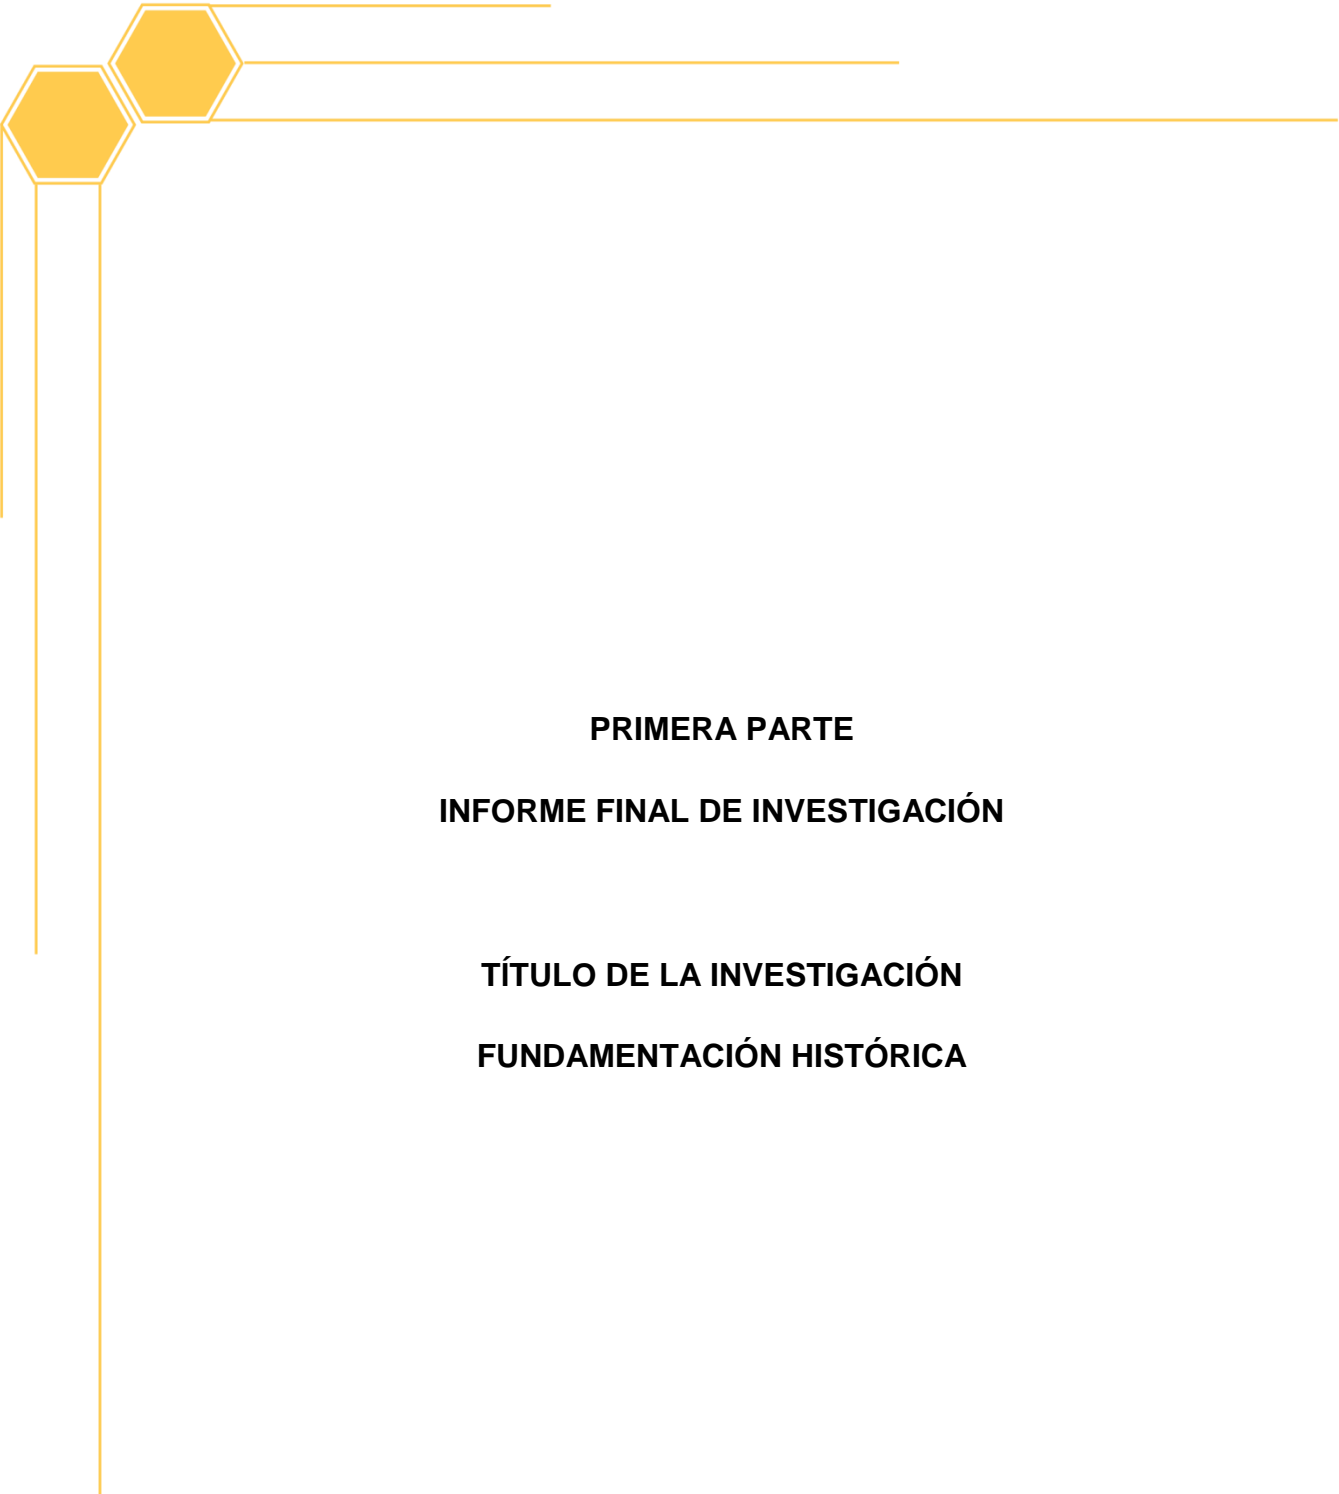 PRIMERA PARTE
INFORME FINAL DE INVESTIGACIÓN
TÍTULO DE LA INVESTIGACIÓN
FUNDAMENTACIÓN HISTÓRICA